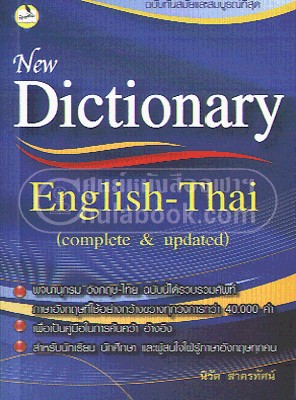 ฉบับทันสมัยและสมบูรณ์ที่สุด
New
Dictionary
English-Thai
(complete & updated)
พจนานุกรม อังกฤษ-ไทย ฉบับนี้ได้รวบรวมศัพท์
ภาษาอังกฤษที่ใช้อย่างกว้างขวางทุกวงการกว่า 40,000 คำ
เพื่อเป็นคู่มือในการค้นคว้า อ้างอิง
สำหรับนักเรียน นักศึกษา และผู้สนใจใฝ่รู้ภาษาอังกฤษทุกคน
นิวัต สาครทัศน์